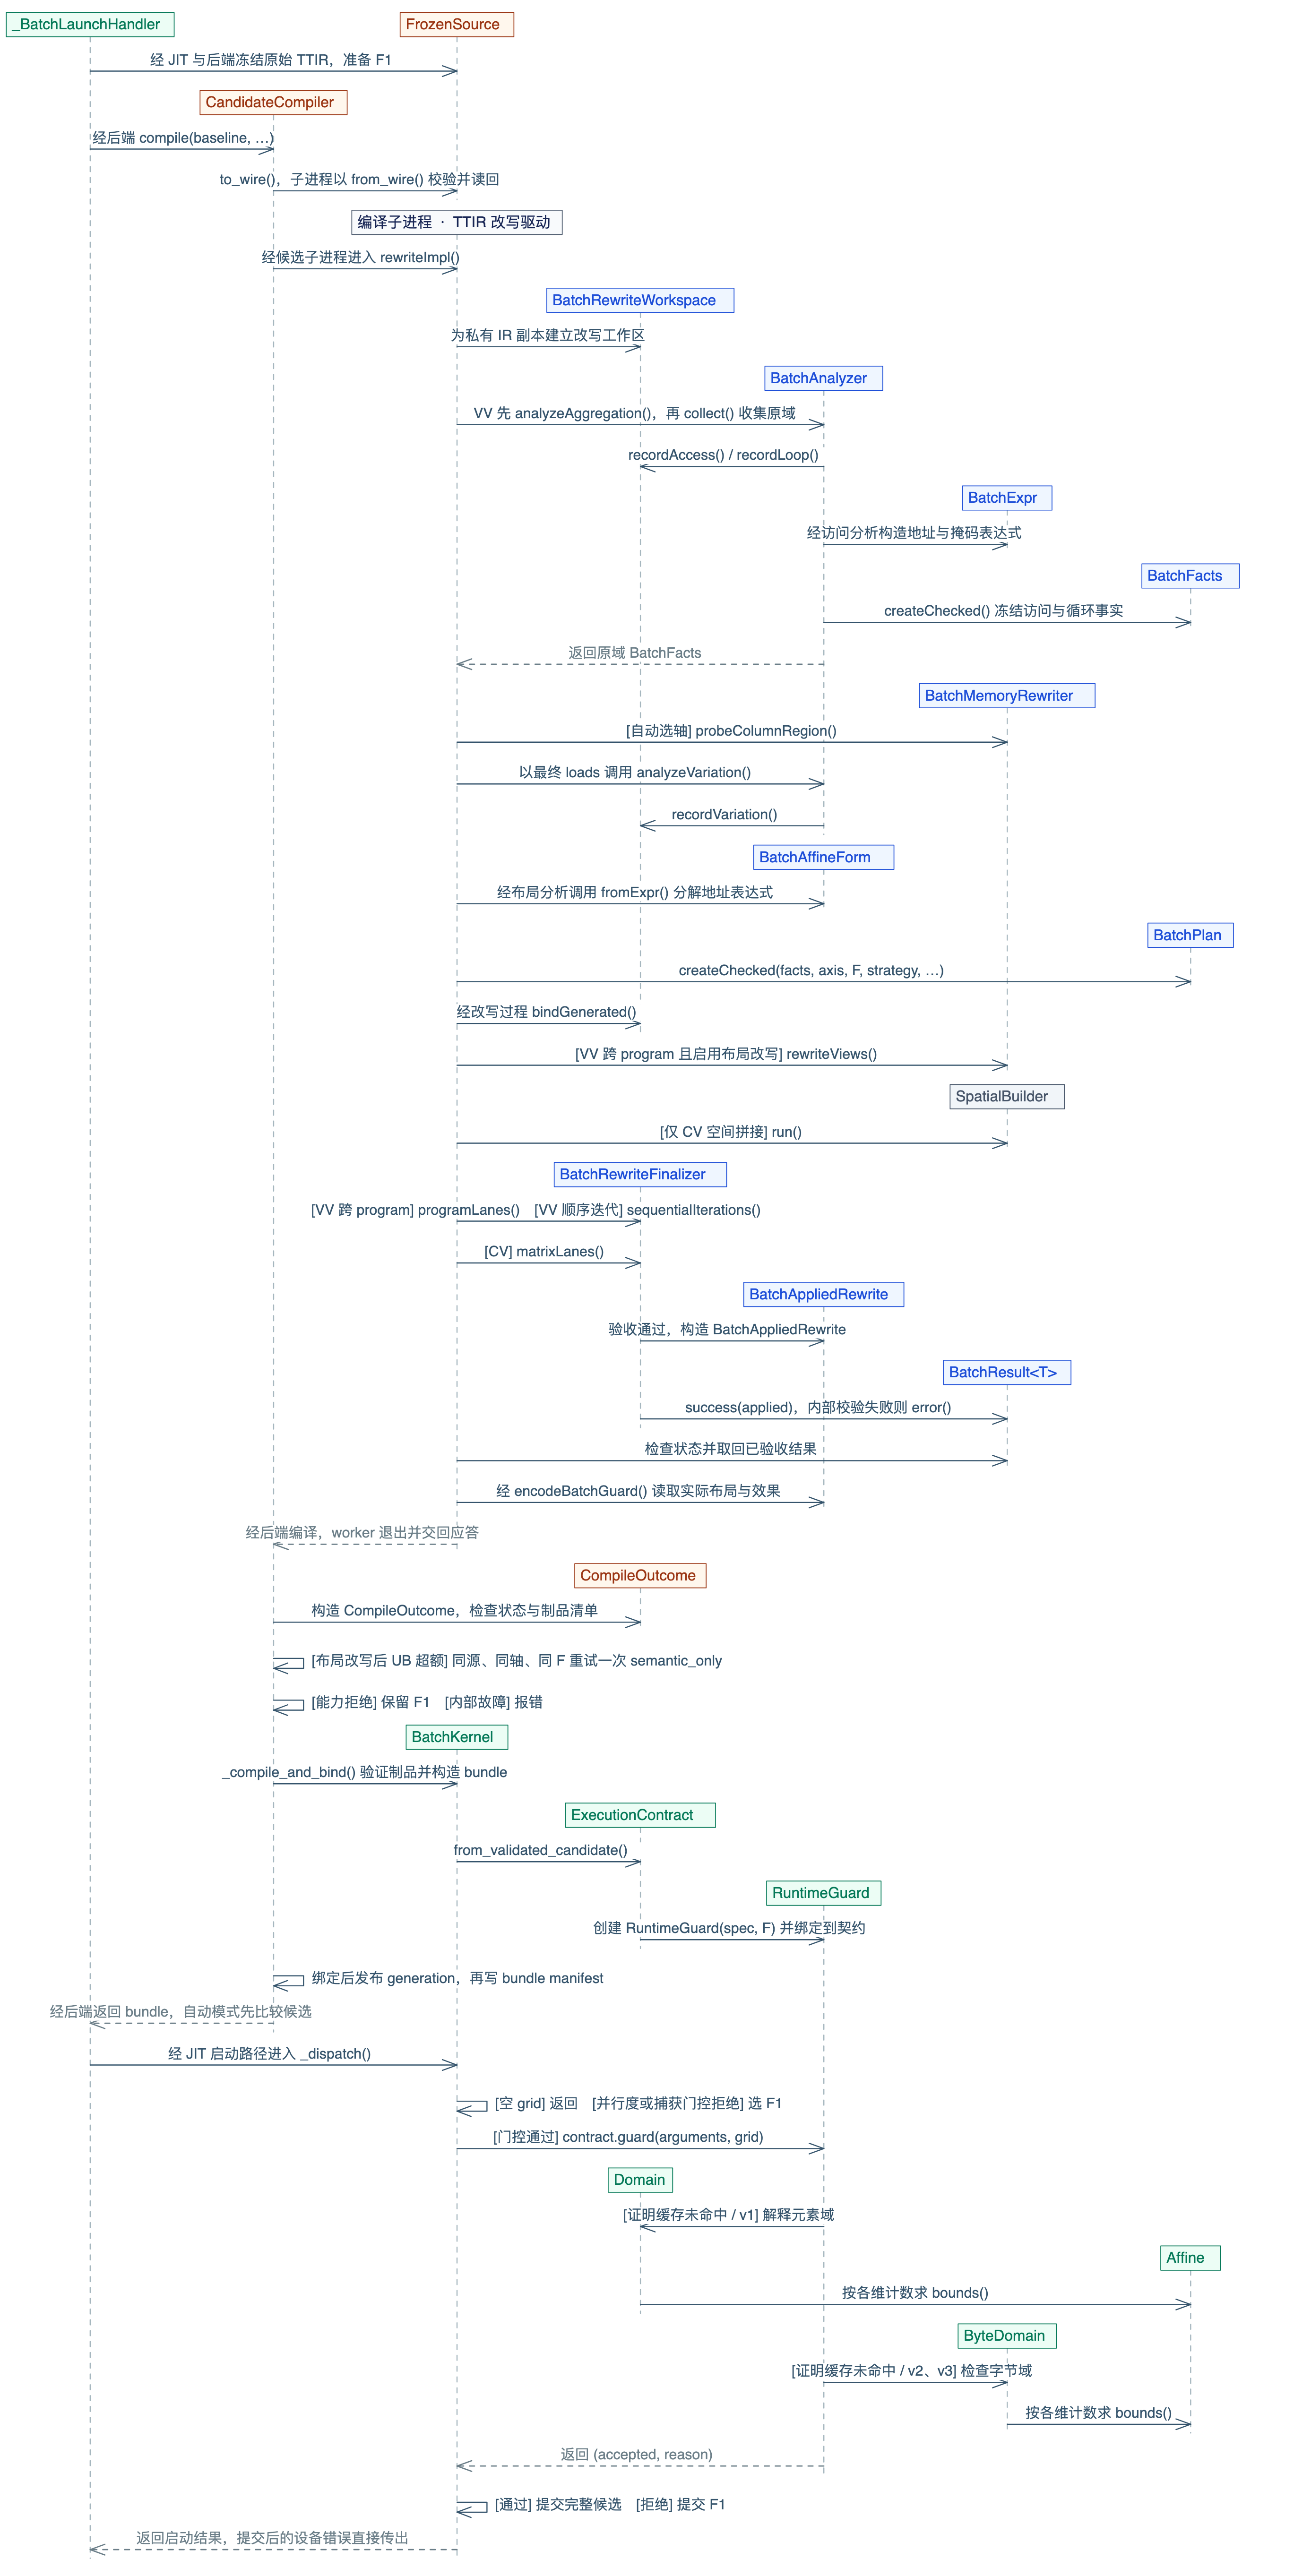 _BatchLaunchHandler
FrozenSource
经 JIT 与后端冻结原始 TTIR，准备 F1
CandidateCompiler
经后端 compile(baseline, …)
to_wire()，子进程以 from_wire() 校验并读回
编译子进程 · TTIR 改写驱动
经候选子进程进入 rewriteImpl()
BatchRewriteWorkspace
为私有 IR 副本建立改写工作区
BatchAnalyzer
VV 先 analyzeAggregation()，再 collect() 收集原域
recordAccess() / recordLoop()
BatchExpr
经访问分析构造地址与掩码表达式
BatchFacts
createChecked() 冻结访问与循环事实
返回原域 BatchFacts
BatchMemoryRewriter
[自动选轴] probeColumnRegion()
以最终 loads 调用 analyzeVariation()
recordVariation()
BatchAffineForm
经布局分析调用 fromExpr() 分解地址表达式
BatchPlan
createChecked(facts, axis, F, strategy, …)
经改写过程 bindGenerated()
[VV 跨 program 且启用布局改写] rewriteViews()
SpatialBuilder
[仅 CV 空间拼接] run()
BatchRewriteFinalizer
[VV 跨 program] programLanes() [VV 顺序迭代] sequentialIterations()
[CV] matrixLanes()
BatchAppliedRewrite
验收通过，构造 BatchAppliedRewrite
BatchResult<T>
success(applied)，内部校验失败则 error()
检查状态并取回已验收结果
经 encodeBatchGuard() 读取实际布局与效果
经后端编译，worker 退出并交回应答
CompileOutcome
构造 CompileOutcome，检查状态与制品清单
[布局改写后 UB 超额] 同源、同轴、同 F 重试一次 semantic_only
[能力拒绝] 保留 F1 [内部故障] 报错
BatchKernel
_compile_and_bind() 验证制品并构造 bundle
ExecutionContract
from_validated_candidate()
RuntimeGuard
创建 RuntimeGuard(spec, F) 并绑定到契约
绑定后发布 generation，再写 bundle manifest
经后端返回 bundle，自动模式先比较候选
经 JIT 启动路径进入 _dispatch()
[空 grid] 返回 [并行度或捕获门控拒绝] 选 F1
[门控通过] contract.guard(arguments, grid)
Domain
[证明缓存未命中 / v1] 解释元素域
Affine
按各维计数求 bounds()
ByteDomain
[证明缓存未命中 / v2、v3] 检查字节域
按各维计数求 bounds()
返回 (accepted, reason)
[通过] 提交完整候选 [拒绝] 提交 F1
返回启动结果，提交后的设备错误直接传出